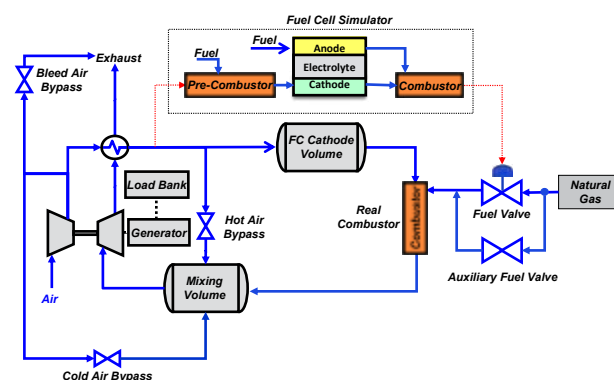 Fuel Cell Simulator
Fuel
Fuel
Anode
Electrolyte
Cathode
Pre-Combustor
Combustor
Exhaust
Bleed Air
Bypass
FC Cathode
Volume
Load Bank
Generator
Hot Air
Bypass
Real
Combustor
Combustor
Fuel Valve
Natural
Gas
Auxiliary Fuel Valve
Mixing
Volume
Air
Cold Air Bypass